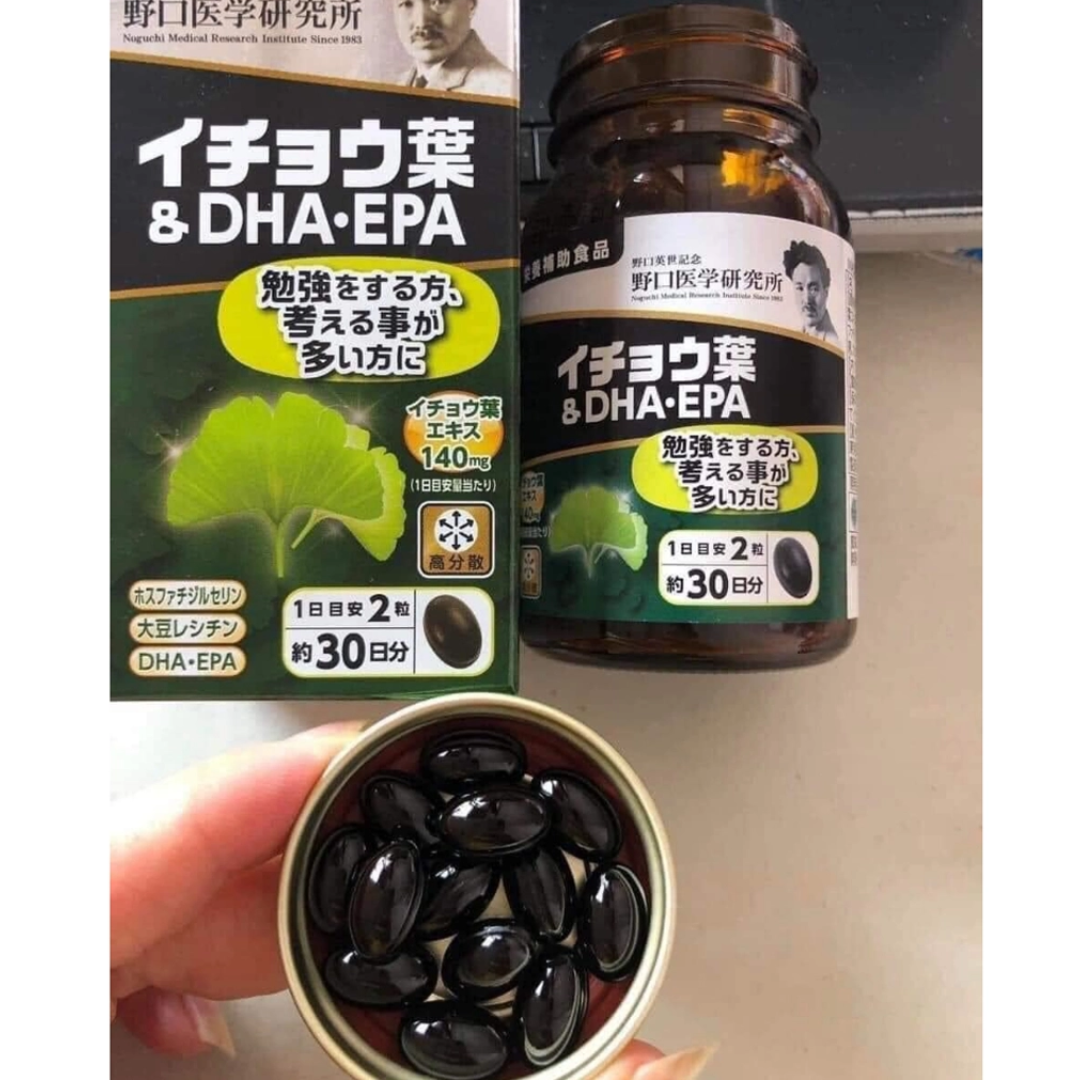 野口医学研究所
Noguchi Medical Research Institute Since 1983
イチョウ葉
&DHA・EPA
勉強をする方、
考える事が
多い方に
イチョウ葉
エキス
140mg
(1日目安量当たり)
高分散
ホスファチジルセリン
大豆レシチン
DHA・EPA
1日目安2粒
約30日分
栄養補助食品
野口英世記念
野口医学研究所
Noguchi Medical Research Institute Since 1983
イチョウ葉
&DHA・EPA
勉強をする方、
考える事が
多い方に
1日目安2粒
約30日分